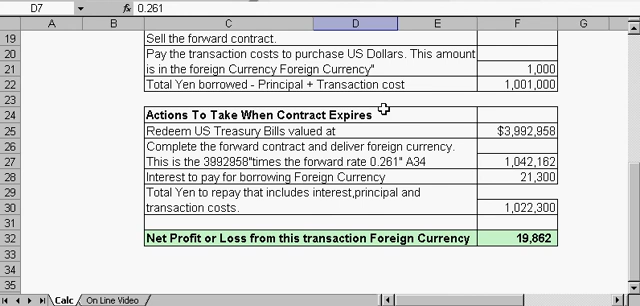 D7 fx 0.261
A B C D E F G
19 Sell the forward contract.
20 Pay the transaction costs to purchase US Dollars. This amount
21 is in the foreign Currency Foreign Currency" 1,000
22 Total Yen borrowed - Principal + Transaction cost 1,001,000
23
24 Actions To Take When Contract Expires
25 Redeem US Treasury Bills valued at $3,992,958
26 Complete the forward contract and deliver foreign currency.
27 This is the 3992958"times the forward rate 0.261" A34 1,042,162
28 Interest to pay for borrowing Foreign Currency 21,300
29 Total Yen to repay that includes interest,principal and
30 transaction costs. 1,022,300
31
32 Net Profit or Loss from this transaction Foreign Currency 19,862
33
34
35
Calc On Line Video